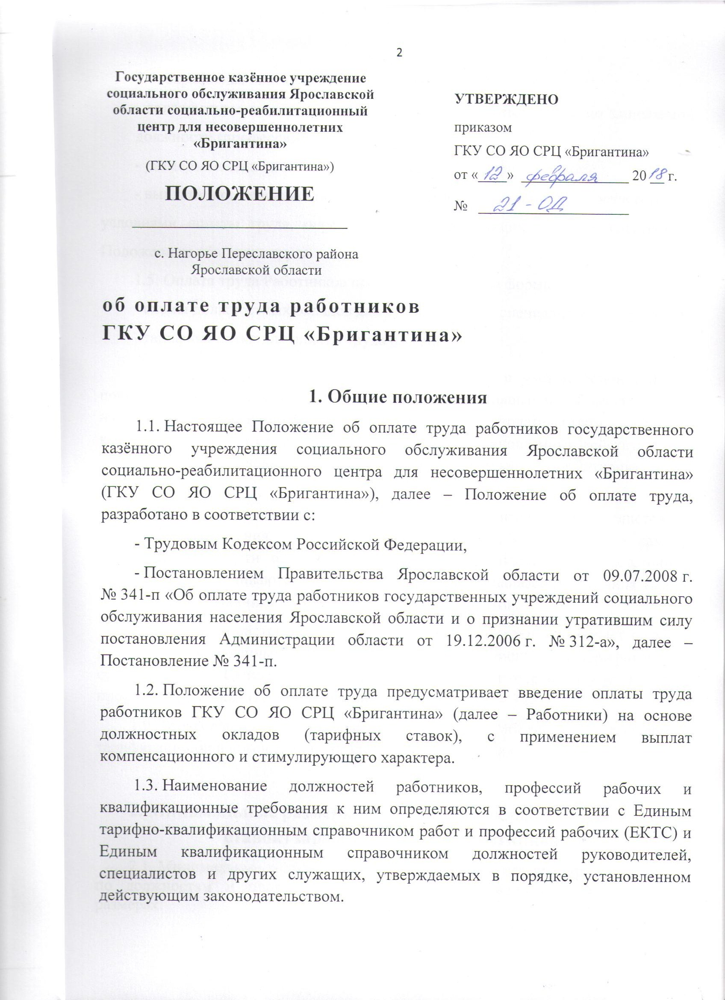 2
Государственное казённое учреждение
социального обслуживания Ярославской
области социально-реабилитационный
центр для несовершеннолетних
«Бригантина»
(ГКУ СО ЯО СРЦ «Бригантина»)
ПОЛОЖЕНИЕ
с. Нагорье Переславского района
Ярославской области
УТВЕРЖДЕНО
приказом
ГКУ СО ЯО СРЦ «Бригантина»
от «12» февраля 2018 г.
№ 21-ОД
об оплате труда работников
ГКУ СО ЯО СРЦ «Бригантина»
1. Общие положения
1.1. Настоящее Положение об оплате труда работников государственного
казённого учреждения социального обслуживания Ярославской области
социально-реабилитационного центра для несовершеннолетних «Бригантина»
(ГКУ СО ЯО СРЦ «Бригантина»), далее – Положение об оплате труда,
разработано в соответствии с:
- Трудовым Кодексом Российской Федерации,
- Постановлением Правительства Ярославской области от 09.07.2008 г.
№ 341-п «Об оплате труда работников государственных учреждений социального
обслуживания населения Ярославской области и о признании утратившим силу
постановления Администрации области от 19.12.2006 г. № 312-а», далее –
Постановление № 341-п.
1.2. Положение об оплате труда предусматривает введение оплаты труда
работников ГКУ СО ЯО СРЦ «Бригантина» (далее – Работники) на основе
должностных окладов (тарифных ставок), с применением выплат
компенсационного и стимулирующего характера.
1.3. Наименование должностей работников, профессий рабочих и
квалификационные требования к ним определяются в соответствии с Единым
тарифно-квалификационным справочником работ и профессий рабочих (ЕКТС) и
Единым квалификационным справочником должностей руководителей,
специалистов и других служащих, утверждаемых в порядке, установленном
действующим законодательством.